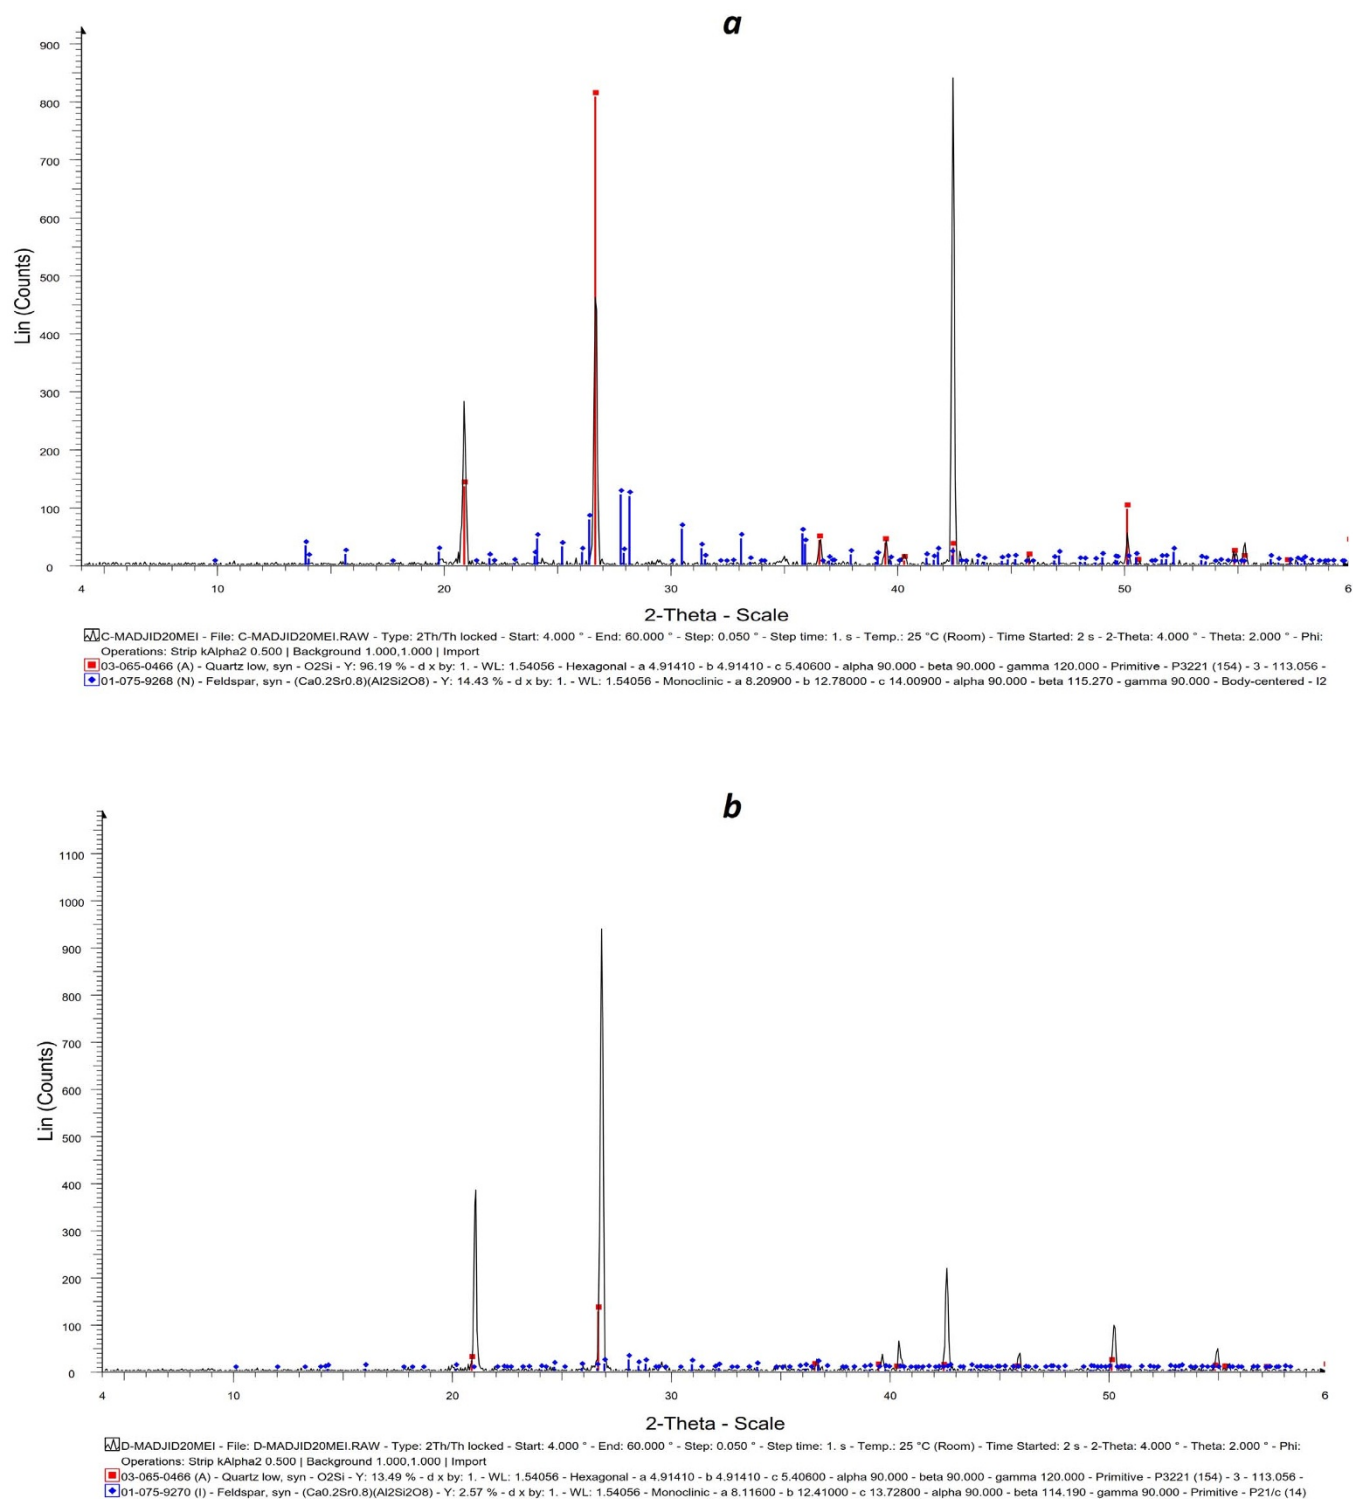 a
900
800
700
600
500
400
300
200
100
0
Lin (Counts)
4 10 20 30 40 50 6
2-Theta - Scale
C-MADJID20MEI - File: C-MADJID20MEI.RAW - Type: 2Th/Th locked - Start: 4.000 ° - End: 60.000 ° - Step: 0.050 ° - Step time: 1. s - Temp.: 25 °C (Room) - Time Started: 2 s - 2-Theta: 4.000 ° - Theta: 2.000 ° - Phi:
Operations: Strip kAlpha2 0.500 | Background 1.000,1.000 | Import
03-065-0466 (A) - Quartz low, syn - O2Si - Y: 96.19 % - d x by: 1. - WL: 1.54056 - Hexagonal - a 4.91410 - b 4.91410 - c 5.40600 - alpha 90.000 - beta 90.000 - gamma 120.000 - Primitive - P3221 (154) - 3 - 113.056 -
01-075-9268 (N) - Feldspar, syn - (Ca0.2Sr0.8)(Al2Si2O8) - Y: 14.43 % - d x by: 1. - WL: 1.54056 - Monoclinic - a 8.20900 - b 12.78000 - c 14.00900 - alpha 90.000 - beta 115.270 - gamma 90.000 - Body-centered - I2
b
1100
1000
900
800
700
600
500
400
300
200
100
0
Lin (Counts)
4 10 20 30 40 50 6
2-Theta - Scale
D-MADJID20MEI - File: D-MADJID20MEI.RAW - Type: 2Th/Th locked - Start: 4.000 ° - End: 60.000 ° - Step: 0.050 ° - Step time: 1. s - Temp.: 25 °C (Room) - Time Started: 2 s - 2-Theta: 4.000 ° - Theta: 2.000 ° - Phi:
Operations: Strip kAlpha2 0.500 | Background 1.000,1.000 | Import
03-065-0466 (A) - Quartz low, syn - O2Si - Y: 13.49 % - d x by: 1. - WL: 1.54056 - Hexagonal - a 4.91410 - b 4.91410 - c 5.40600 - alpha 90.000 - beta 90.000 - gamma 120.000 - Primitive - P3221 (154) - 3 - 113.056 -
01-075-9270 (I) - Feldspar, syn - (Ca0.2Sr0.8)(Al2Si2O8) - Y: 2.57 % - d x by: 1. - WL: 1.54056 - Monoclinic - a 8.11600 - b 12.41000 - c 13.72800 - alpha 90.000 - beta 114.190 - gamma 90.000 - Primitive - P21/c (14)